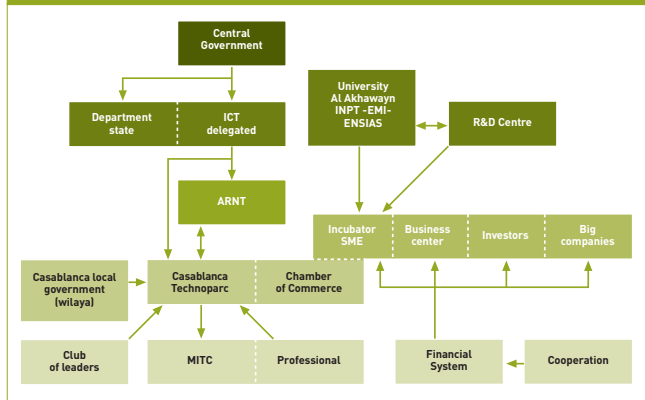 Central
Government
Department
state
ICT
delegated
University
Al Akhawayn
INPT -EMI-
ENSIAS
R&D Centre
ARNT
Incubator
SME
Business
center
Investors
Big
companies
Casablanca local
government
(wilaya)
Casablanca
Technoparc
Chamber
of Commerce
Club
of leaders
MITC
Professional
Financial
System
Cooperation